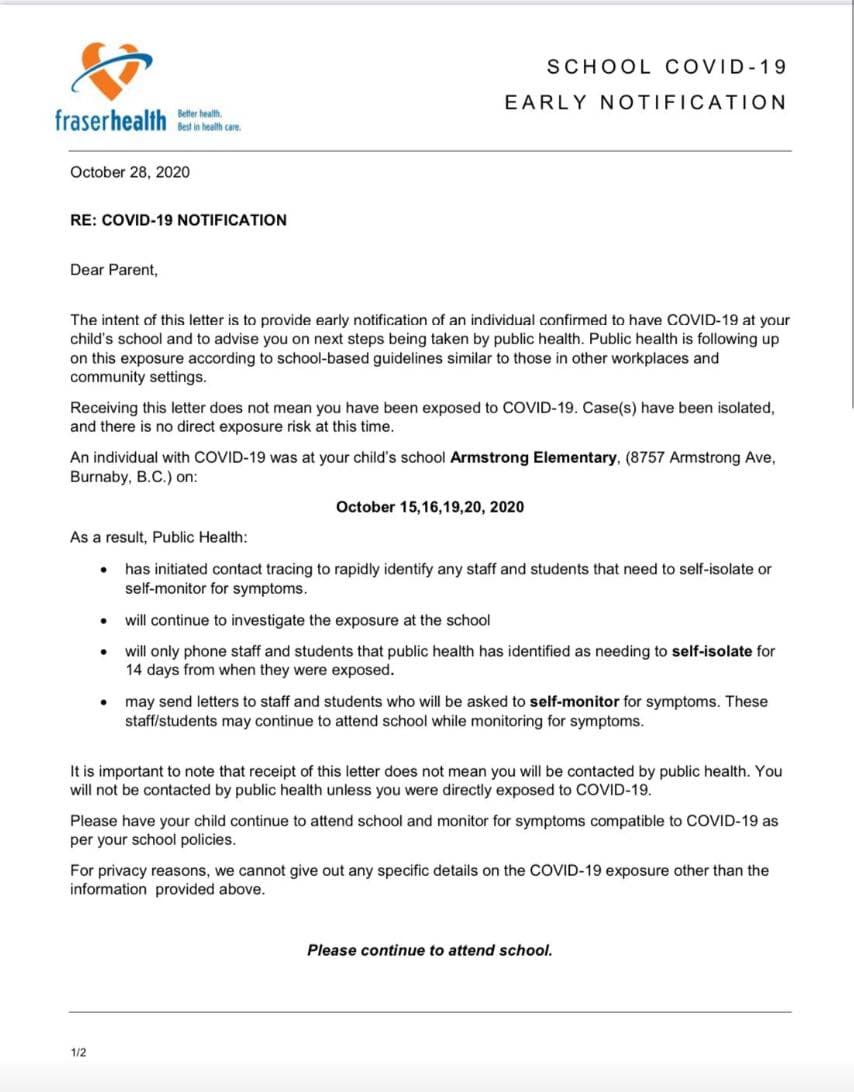 SCHOOL COVID-19
EARLY NOTIFICATION
fraserhealth
Better health.
Best in health care.
October 28, 2020
RE: COVID-19 NOTIFICATION
Dear Parent,
The intent of this letter is to provide early notification of an individual confirmed to have COVID-19 at your
child's school and to advise you on next steps being taken by public health. Public health is following up
on this exposure according to school-based guidelines similar to those in other workplaces and
community settings.
Receiving this letter does not mean you have been exposed to COVID-19. Case(s) have been isolated,
and there is no direct exposure risk at this time.
An individual with COVID-19 was at your child's school Armstrong Elementary, (8757 Armstrong Ave,
Burnaby, B.C.) on:
October 15,16,19,20, 2020
As a result, Public Health:
• has initiated contact tracing to rapidly identify any staff and students that need to self-isolate or
self-monitor for symptoms.
• will continue to investigate the exposure at the school
• will only phone staff and students that public health has identified as needing to self-isolate for
14 days from when they were exposed.
• may send letters to staff and students who will be asked to self-monitor for symptoms. These
staff/students may continue to attend school while monitoring for symptoms.
It is important to note that receipt of this letter does not mean you will be contacted by public health. You
will not be contacted by public health unless you were directly exposed to COVID-19.
Please have your child continue to attend school and monitor for symptoms compatible to COVID-19 as
per your school policies.
For privacy reasons, we cannot give out any specific details on the COVID-19 exposure other than the
information provided above.
Please continue to attend school.
1/2